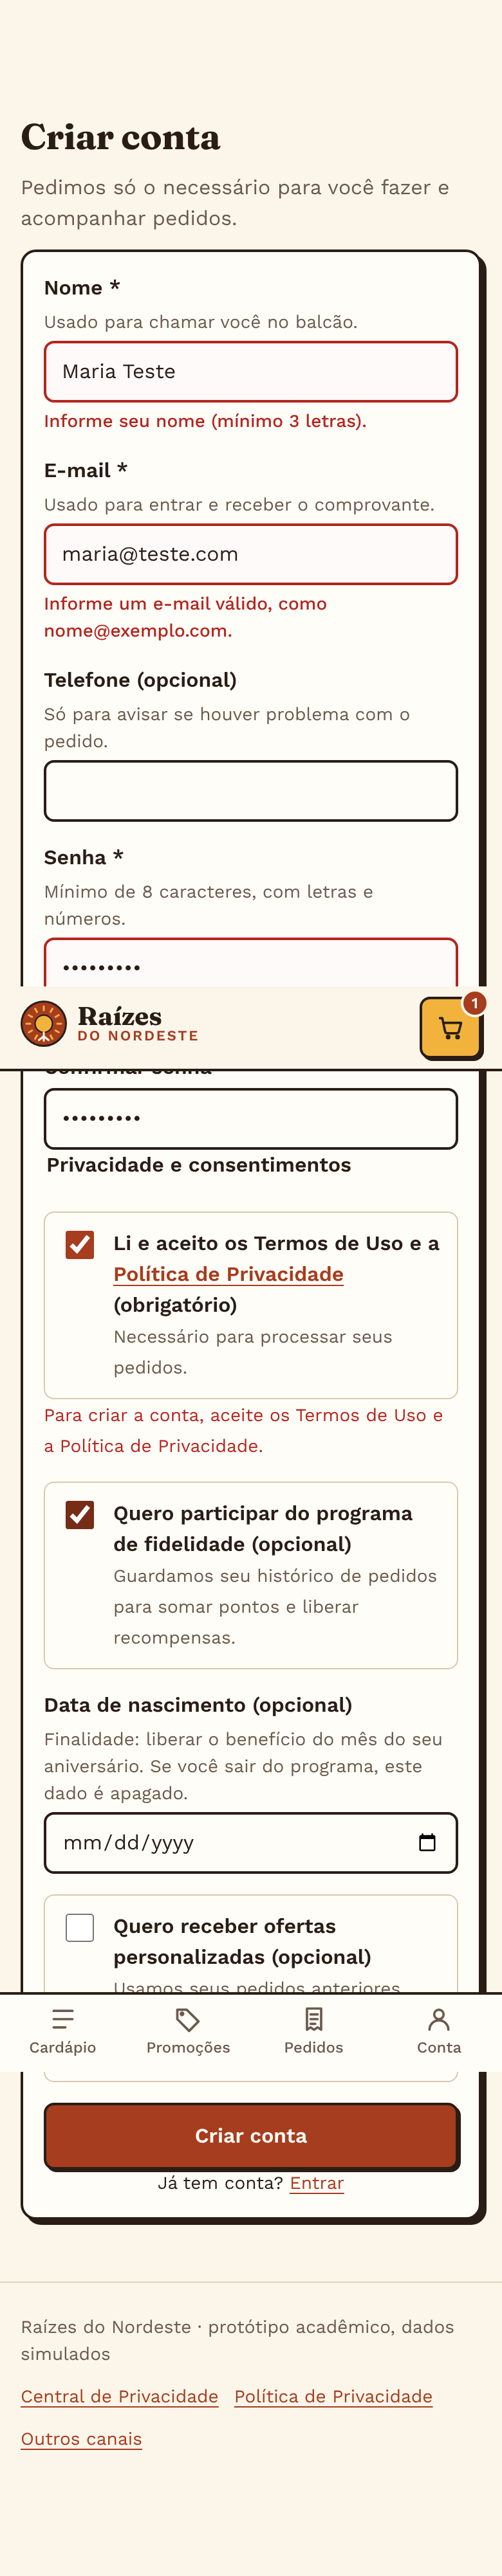 Criar conta
Pedimos só o necessário para você fazer e
acompanhar pedidos.
Nome *
Usado para chamar você no balcão.
Maria Teste
Informe seu nome (mínimo 3 letras).
E-mail *
Usado para entrar e receber o comprovante.
maria@teste.com
Informe um e-mail válido, como
nome@exemplo.com.
Telefone (opcional)
Só para avisar se houver problema com o
pedido.
Senha *
Mínimo de 8 caracteres, com letras e
números.
•••••••••
Raízes
DO NORDESTE
1
Confirmar senha
•••••••••
Privacidade e consentimentos
Li e aceito os Termos de Uso e a
Política de Privacidade
(obrigatório)
Necessário para processar seus
pedidos.
Para criar a conta, aceite os Termos de Uso e
a Política de Privacidade.
Quero participar do programa
de fidelidade (opcional)
Guardamos seu histórico de pedidos
para somar pontos e liberar
recompensas.
Data de nascimento (opcional)
Finalidade: liberar o benefício do mês do seu
aniversário. Se você sair do programa, este
dado é apagado.
mm/dd/yyyy
Quero receber ofertas
personalizadas (opcional)
Usamos seus pedidos anteriores
Cardápio Promoções Pedidos Conta
Criar conta
Já tem conta? Entrar
Raízes do Nordeste · protótipo acadêmico, dados
simulados
Central de Privacidade Política de Privacidade
Outros canais